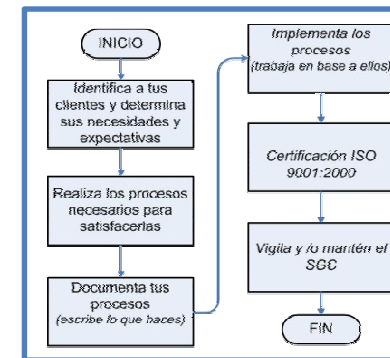 INICIO
Identifica a tus
clientes y determina
sus necesidades y
expectativas
Realiza los procesos
necesarios para
satisfacerlas
Documenta tus
procesos
(escribe lo que haces)
Implementa los
procesos
(trabaja en base a ellos)
Certificación ISO
9001:2000
Vigila y /o mantén el
SGC
FIN